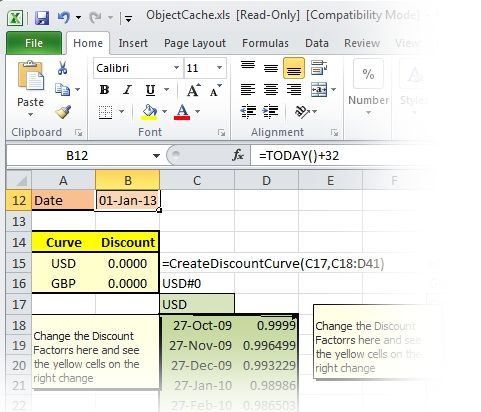 ObjectCache.xls [Read-Only] [Compatibility Mode]
File Home Insert Page Layout Formulas Data Review View
Paste
Calibri 11
B I U A A
A A
%
Number
Styles
Clipboard Font Alignment
B12 fx =TODAY()+32
A B C D E F
12 Date 01-Jan-13
13
14 Curve Discount
15 USD 0.0000 =CreateDiscountCurve(C17,C18:D41)
16 GBP 0.0000 USD#0
17 USD
18 27-Oct-09 0.9999
19 27-Nov-09 0.996499
20 27-Dec-09 0.993229
21 27-Jan-10 0.98986
22 27-Feb-10 0.986503
Change the Discount
Factorrs here and see
the yellow cells on the
right change
Change the Discount
Factorrs here and see
the yellow cells on the
right change